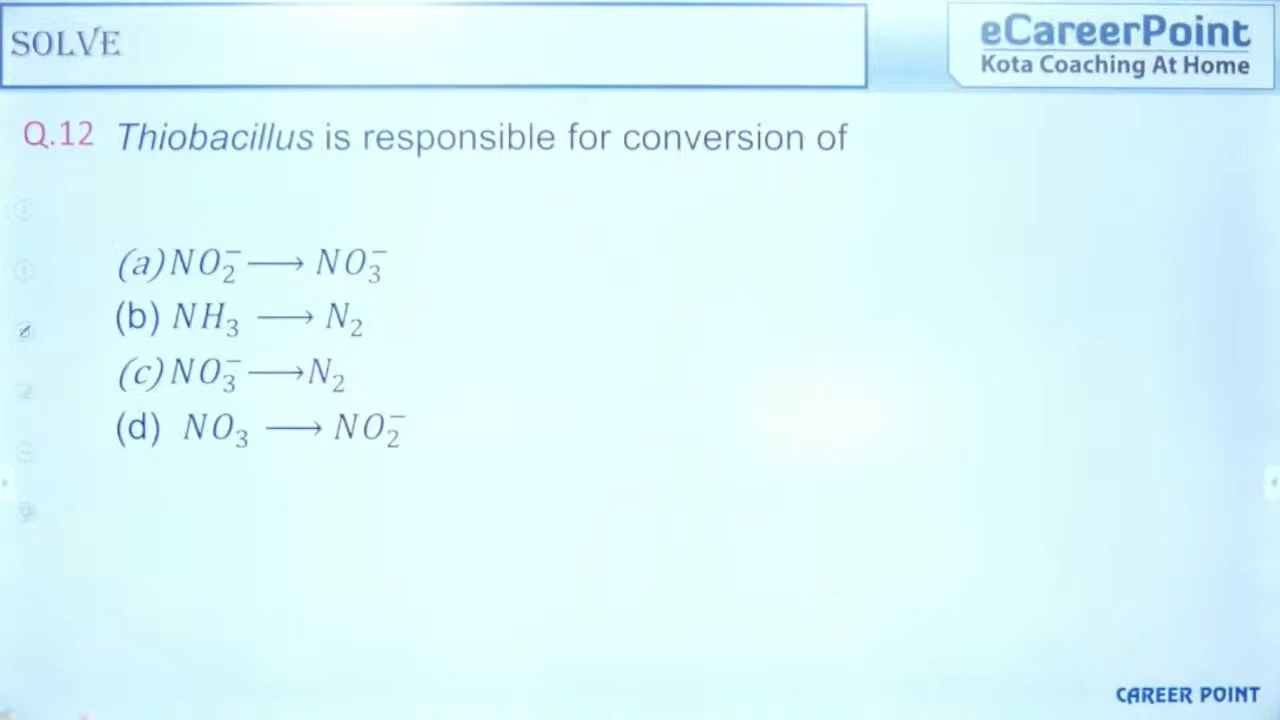 SOLVE
eCareerPoint
Kota Coaching At Home
Q.12 Thiobacillus is responsible for conversion of
(a) NO₂⁻ ⟶ NO₃⁻
(b) NH₃ ⟶ N₂
(c) NO₃⁻ ⟶ N₂
(d) NO₃ ⟶ NO₂⁻
CAREER POINT